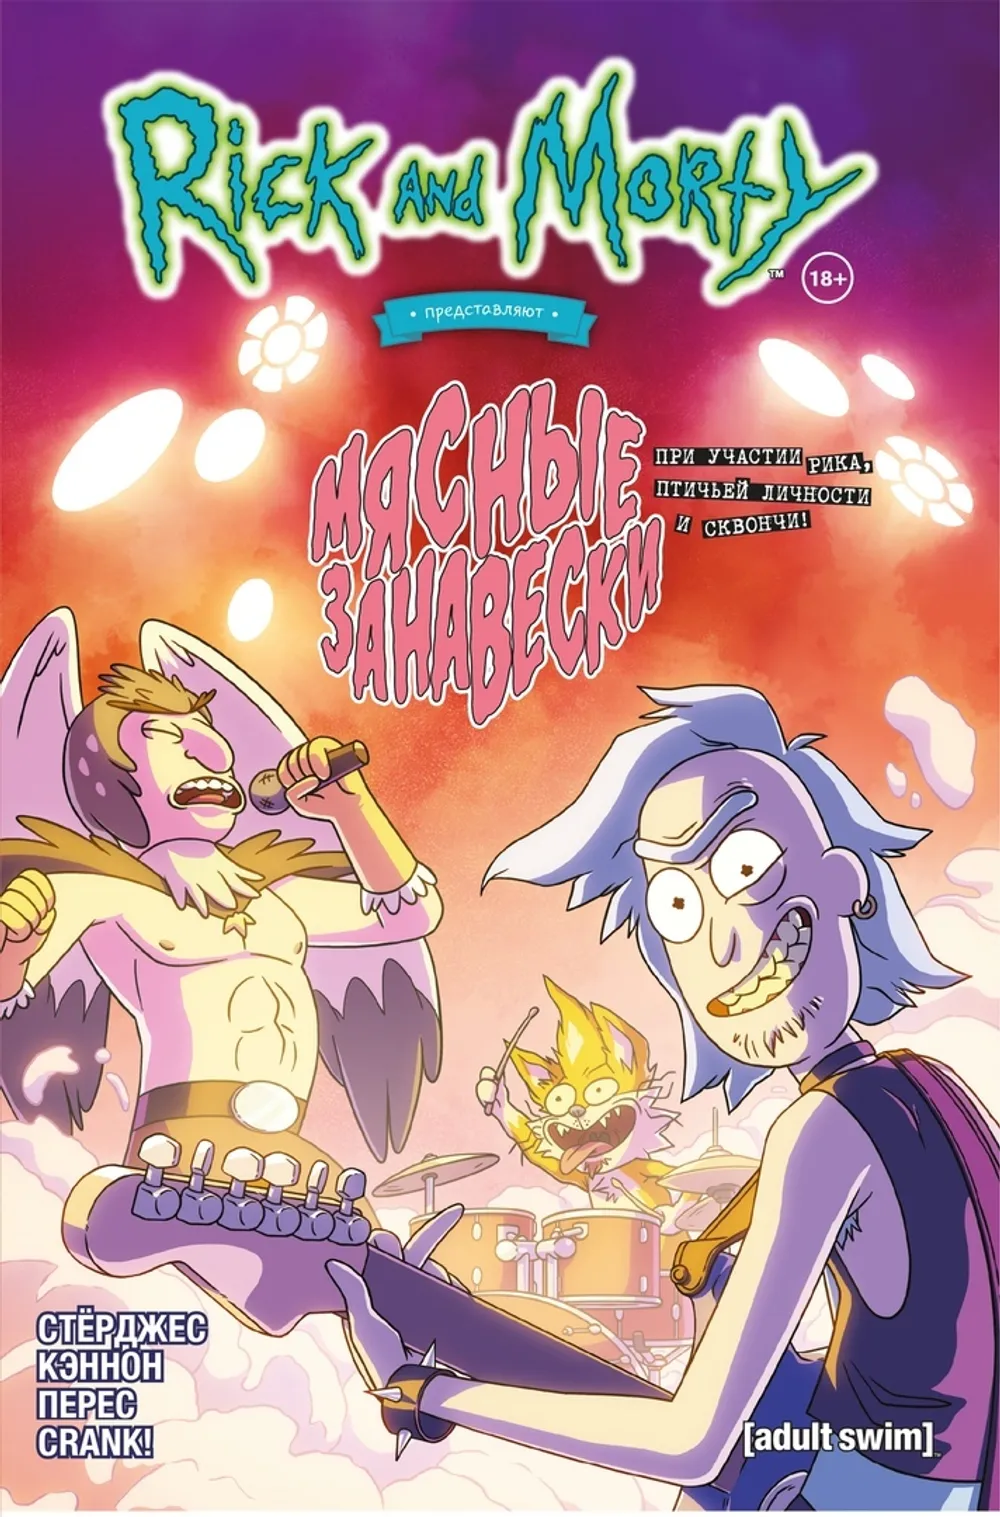 Rick and Morty
™
18+
• представляют •
МЯСНЫЕ
ЗАНАВЕСКИ
ПРИ УЧАСТИИ РИКА,
ПТИЧЬЕЙ ЛИЧНОСТИ
И СКВОНЧИ!
СТЁРДЖЕС
КЭННОН
ПЕРЕС
CRANK!
[adult swim]